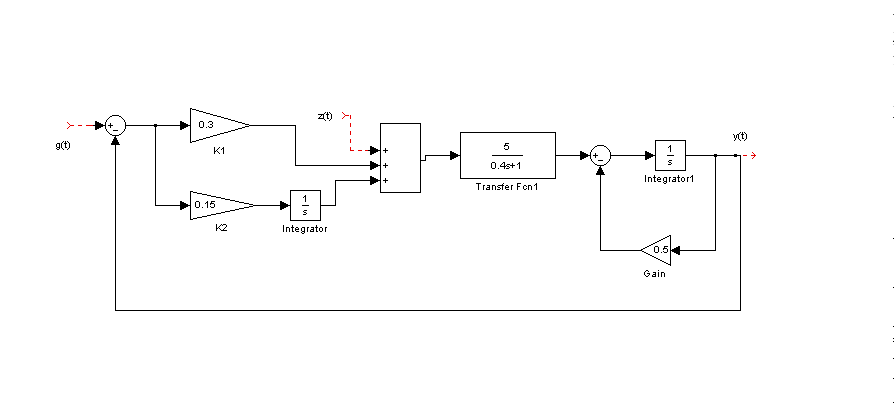 g(t)
+
-
0.3
K1
0.15
K2
1
s
Integrator
z(t)
+
+
+
5
0.4s+1
Transfer Fcn1
+
-
1
s
Integrator1
0.5
Gain
y(t)